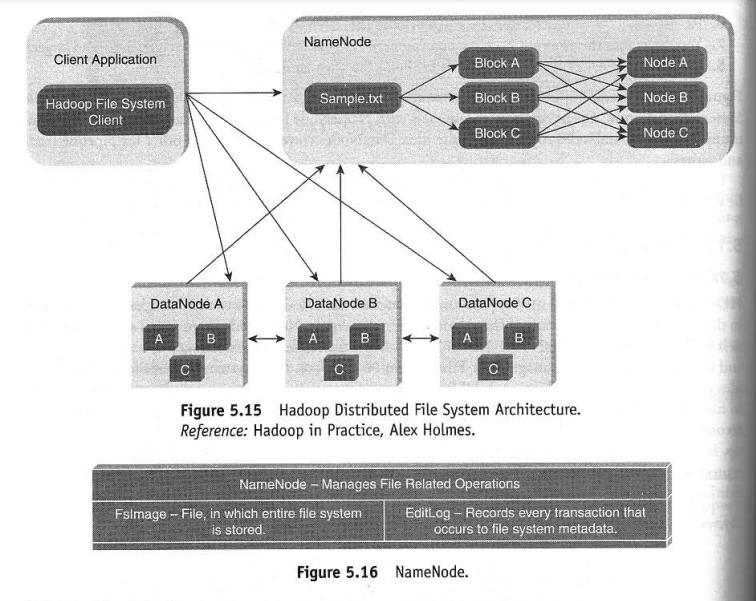 Client Application
Hadoop File System
Client
NameNode
Sample.txt
Block A
Block B
Block C
Node A
Node B
Node C
DataNode A
A
B
C
DataNode B
A
B
C
DataNode C
A
B
C
Figure 5.15 Hadoop Distributed File System Architecture.
Reference: Hadoop in Practice, Alex Holmes.
NameNode – Manages File Related Operations
FsImage – File, in which entire file system
is stored.
EditLog – Records every transaction that
occurs to file system metadata.
Figure 5.16 NameNode.